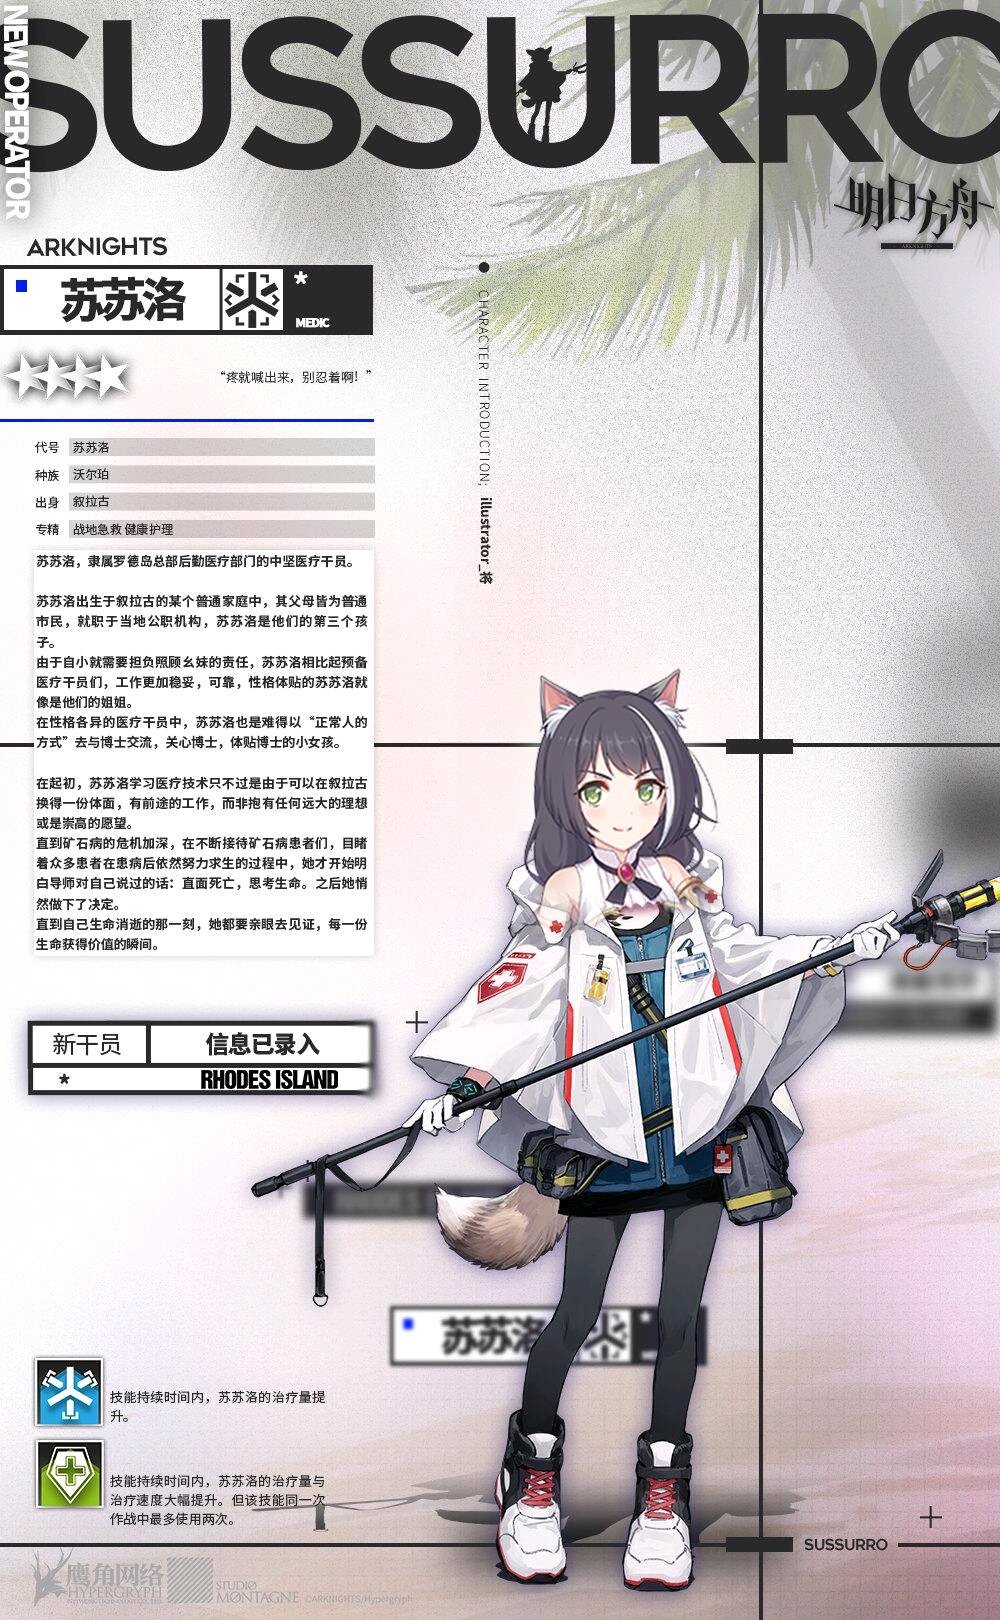 SUSSURRO
NEW OPERATOR
明日方舟
ARKNIGHTS
ARKNIGHTS
苏苏洛
*
MEDIC
“疼就喊出来，别忍着啊！”
代号 苏苏洛
种族 沃尔珀
出身 叙拉古
专精 战地急救 健康护理
苏苏洛，隶属罗德岛总部后勤医疗部门的中坚医疗干员。
苏苏洛出生于叙拉古的某个普通家庭中，其父母皆为普通
市民，就职于当地公职机构，苏苏洛是他们的第三个孩
子。
由于自小就需要担负照顾幺妹的责任，苏苏洛相比起预备
医疗干员们，工作更加稳妥，可靠，性格体贴的苏苏洛就
像是他们的姐姐。
在性格各异的医疗干员中，苏苏洛也是难得以“正常人的
方式”去与博士交流，关心博士，体贴博士的小女孩。
在起初，苏苏洛学习医疗技术只不过是由于可以在叙拉古
换得一份体面，有前途的工作，而非抱有任何远大的理想
或是崇高的愿望。
直到矿石病的危机加深，在不断接待矿石病患者们，目睹
着众多患者在患病后依然努力求生的过程中，她才开始明
白导师对自己说过的话：直面死亡，思考生命。之后她悄
然做下了决定。
直到自己生命消逝的那一刻，她都要亲眼去见证，每一份
生命获得价值的瞬间。
CHARACTER INTRODUCTION; illustrator_将
新干员 信息已录入
* RHODES ISLAND
苏苏洛
技能持续时间内，苏苏洛的治疗量提
升。
技能持续时间内，苏苏洛的治疗量与
治疗速度大幅提升。但该技能同一次
作战中最多使用两次。
SUSSURRO
鹰角网络
HYPERGRYPH
STUDIO
MONTAGNE
©ARKNIGHTS/Hypergryph